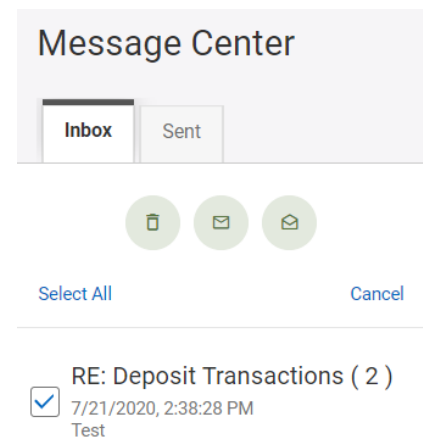 Message Center
Inbox Sent
Select All Cancel
RE: Deposit Transactions ( 2 )
7/21/2020, 2:38:28 PM
Test